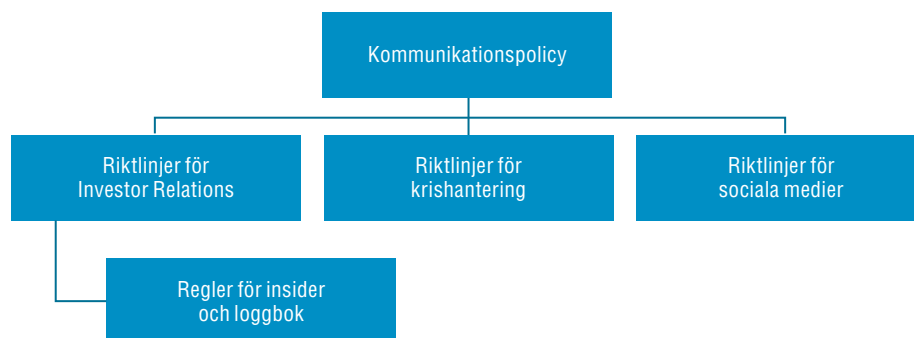 Kommunikationspolicy
Riktlinjer för
Investor Relations
Riktlinjer för
krishantering
Riktlinjer för
sociala medier
Regler för insider
och loggbok